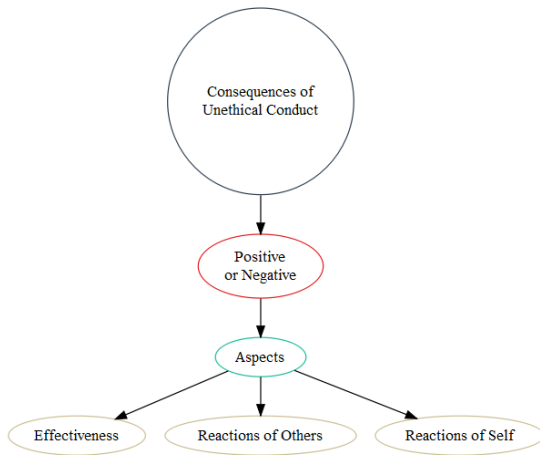 Consequences of
Unethical Conduct
Positive
or Negative
Aspects
Effectiveness
Reactions of Others
Reactions of Self